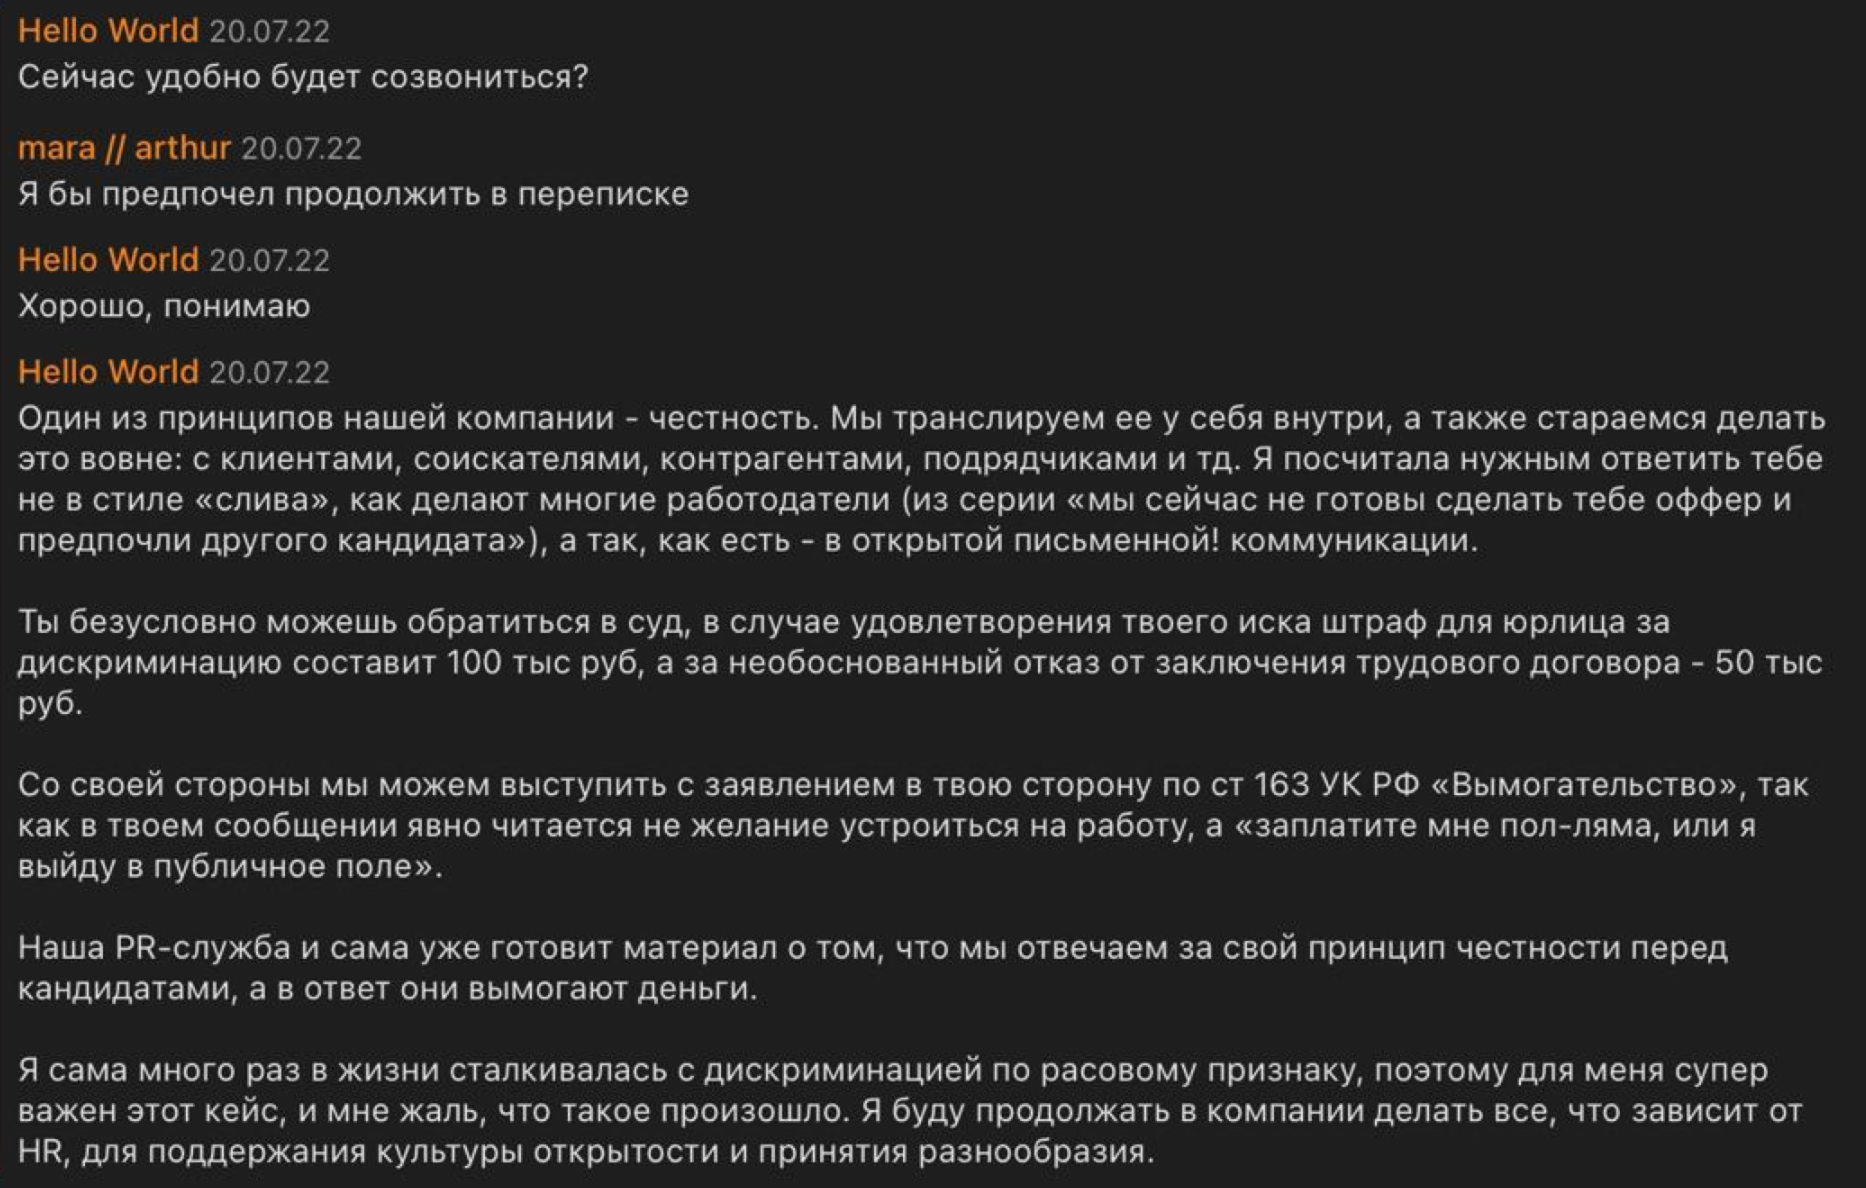 Hello World 20.07.22
Сейчас удобно будет созвониться?
mara // arthur 20.07.22
Я бы предпочел продолжить в переписке
Hello World 20.07.22
Хорошо, понимаю
Hello World 20.07.22
Один из принципов нашей компании - честность. Мы транслируем ее у себя внутри, а также стараемся делать
это вовне: с клиентами, соискателями, контрагентами, подрядчиками и тд. Я посчитала нужным ответить тебе
не в стиле «слива», как делают многие работодатели (из серии «мы сейчас не готовы сделать тебе оффер и
предпочли другого кандидата»), а так, как есть - в открытой письменной! коммуникации.
Ты безусловно можешь обратиться в суд, в случае удовлетворения твоего иска штраф для юрлица за
дискриминацию составит 100 тыс руб, а за необоснованный отказ от заключения трудового договора - 50 тыс
руб.
Со своей стороны мы можем выступить с заявлением в твою сторону по ст 163 УК РФ «Вымогательство», так
как в твоем сообщении явно читается не желание устроиться на работу, а «заплатите мне пол-ляма, или я
выйду в публичное поле».
Наша PR-служба и сама уже готовит материал о том, что мы отвечаем за свой принцип честности перед
кандидатами, а в ответ они вымогают деньги.
Я сама много раз в жизни сталкивалась с дискриминацией по расовому признаку, поэтому для меня супер
важен этот кейс, и мне жаль, что такое произошло. Я буду продолжать в компании делать все, что зависит от
HR, для поддержания культуры открытости и принятия разнообразия.